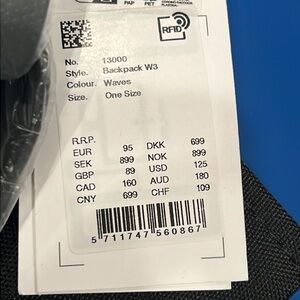 PAP PET
RFID
No. 13000
Style. Backpack W3
Colour. Waves
Size. One Size
R.R.P.
EUR 95 DKK 699
SEK 899 NOK 899
GBP 89 USD 125
CAD 160 AUD 180
CNY 699 CHF 109
5 711747 560867